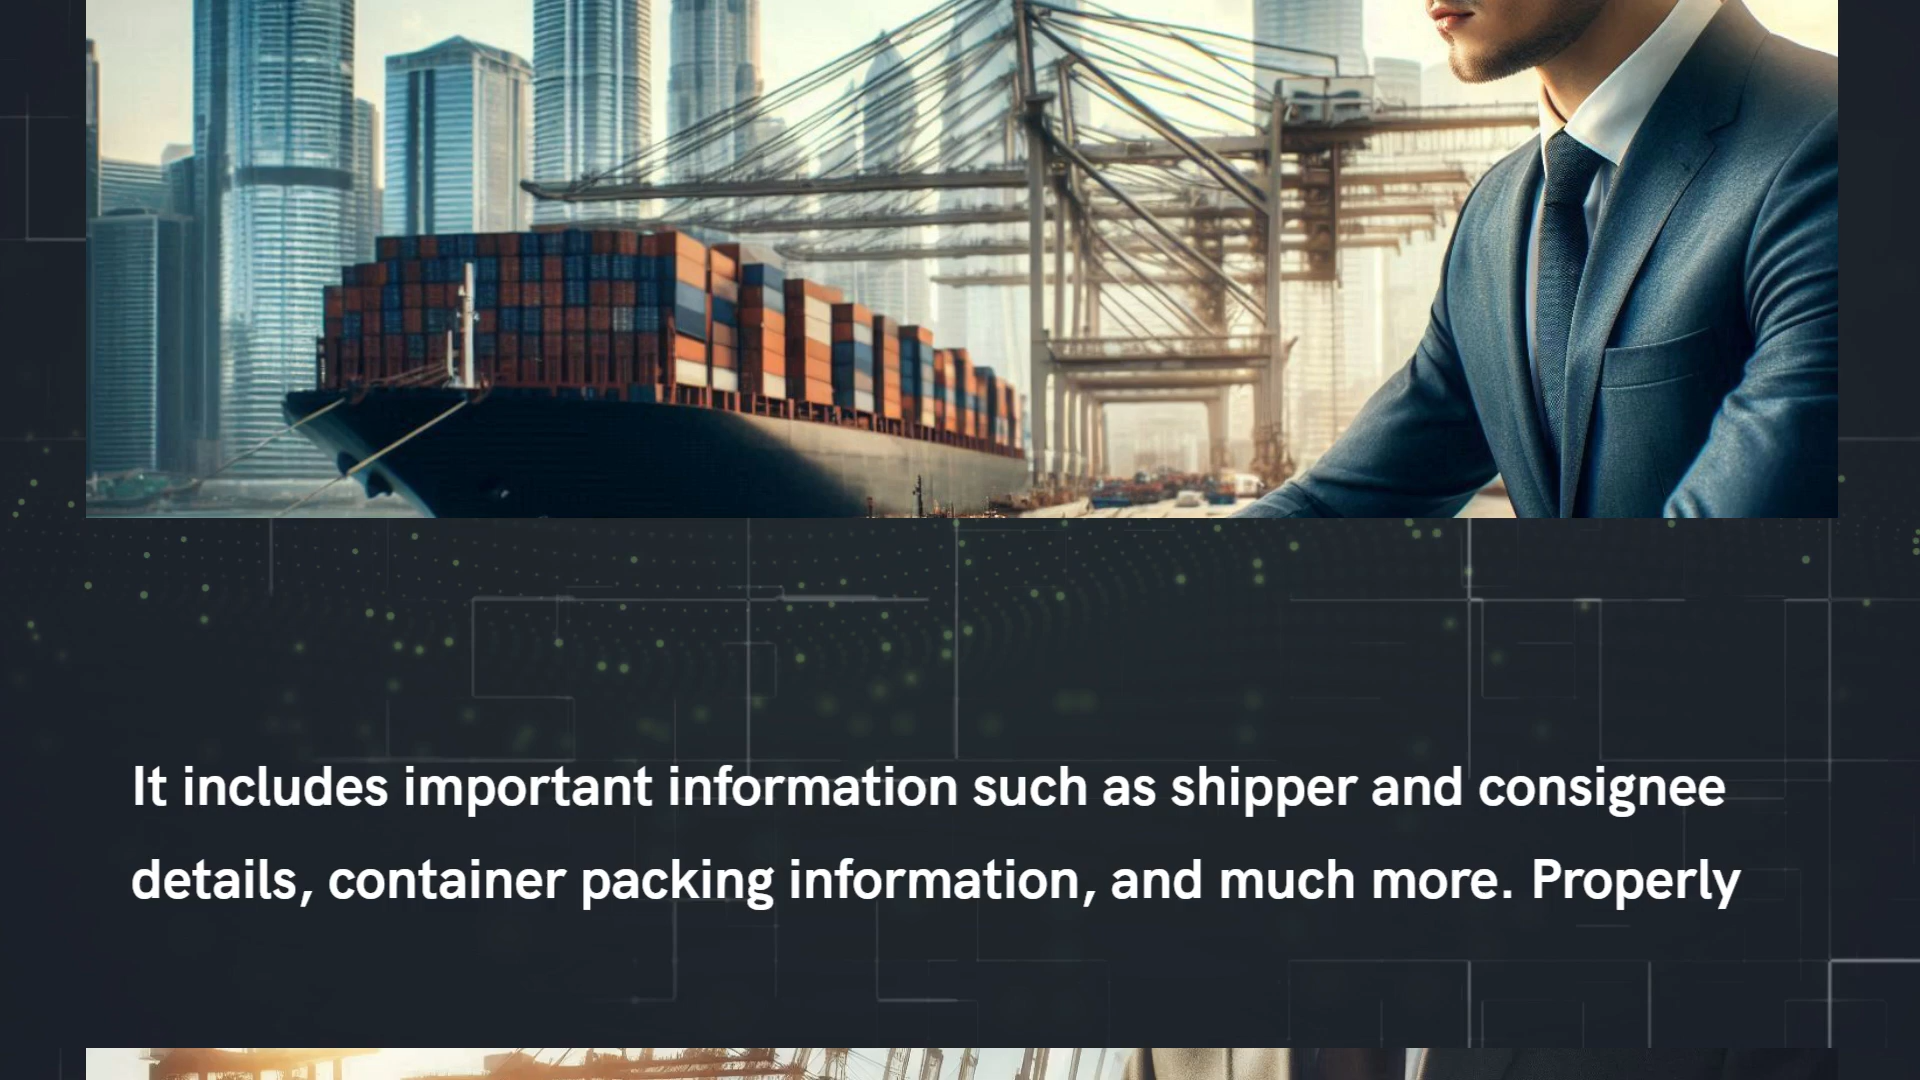 It includes important information such as shipper and consignee
details, container packing information, and much more. Properly